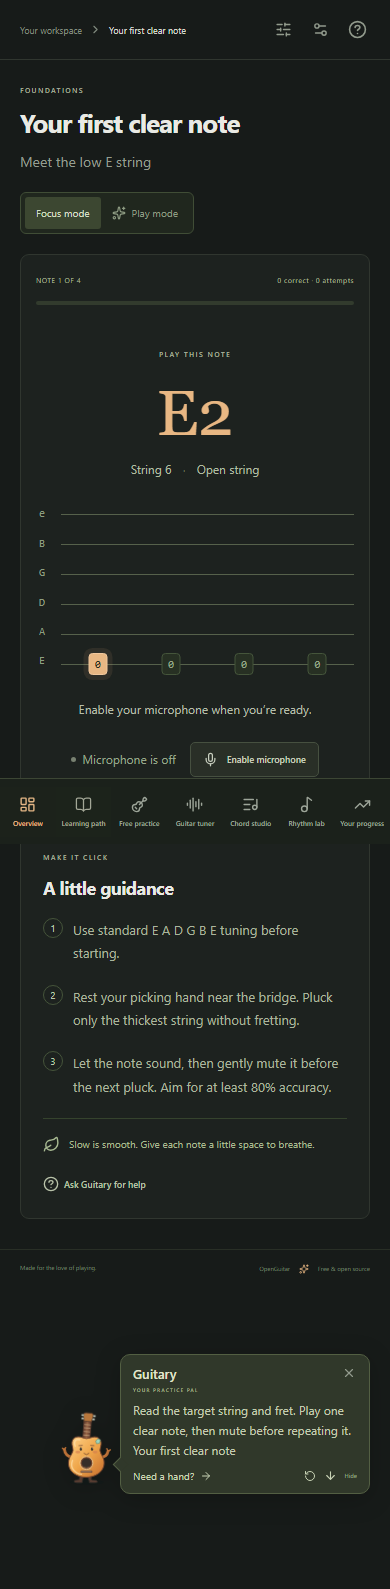 Your workspace > Your first clear note
FOUNDATIONS
Your first clear note
Meet the low E string
Focus mode Play mode
NOTE 1 OF 4 0 correct · 0 attempts
PLAY THIS NOTE
E2
String 6 · Open string
e
B
G
D
A
E 0 0 0 0
Enable your microphone when you're ready.
Microphone is off Enable microphone
Overview Learning path Free practice Guitar tuner Chord studio Rhythm lab Your progress
MAKE IT CLICK
A little guidance
1 Use standard E A D G B E tuning before
starting.
2 Rest your picking hand near the bridge. Pluck
only the thickest string without fretting.
3 Let the note sound, then gently mute it before
the next pluck. Aim for at least 80% accuracy.
Slow is smooth. Give each note a little space to breathe.
Ask Guitary for help
Made for the love of playing. OpenGuitar Free & open source
Guitary
YOUR PRACTICE PAL
Read the target string and fret. Play one
clear note, then mute before repeating it.
Your first clear note
Need a hand? → Hide